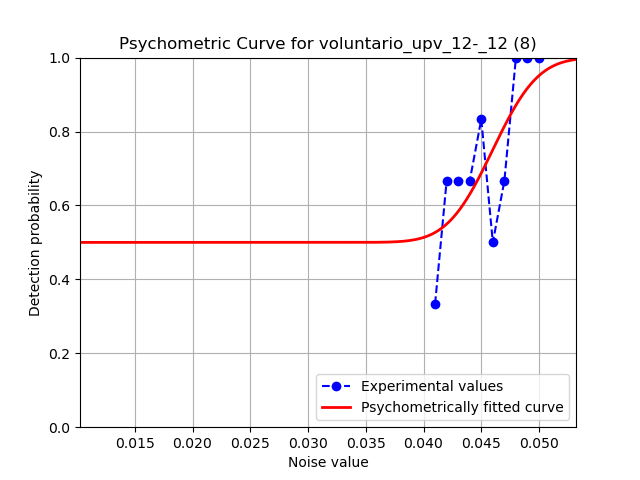 Psychometric Curve for voluntario_upv_12-_12 (8)
1.0
0.8
0.6
0.4
0.2
0.0
Detection probability
Experimental values
Psychometrically fitted curve
0.015 0.020 0.025 0.030 0.035 0.040 0.045 0.050
Noise value